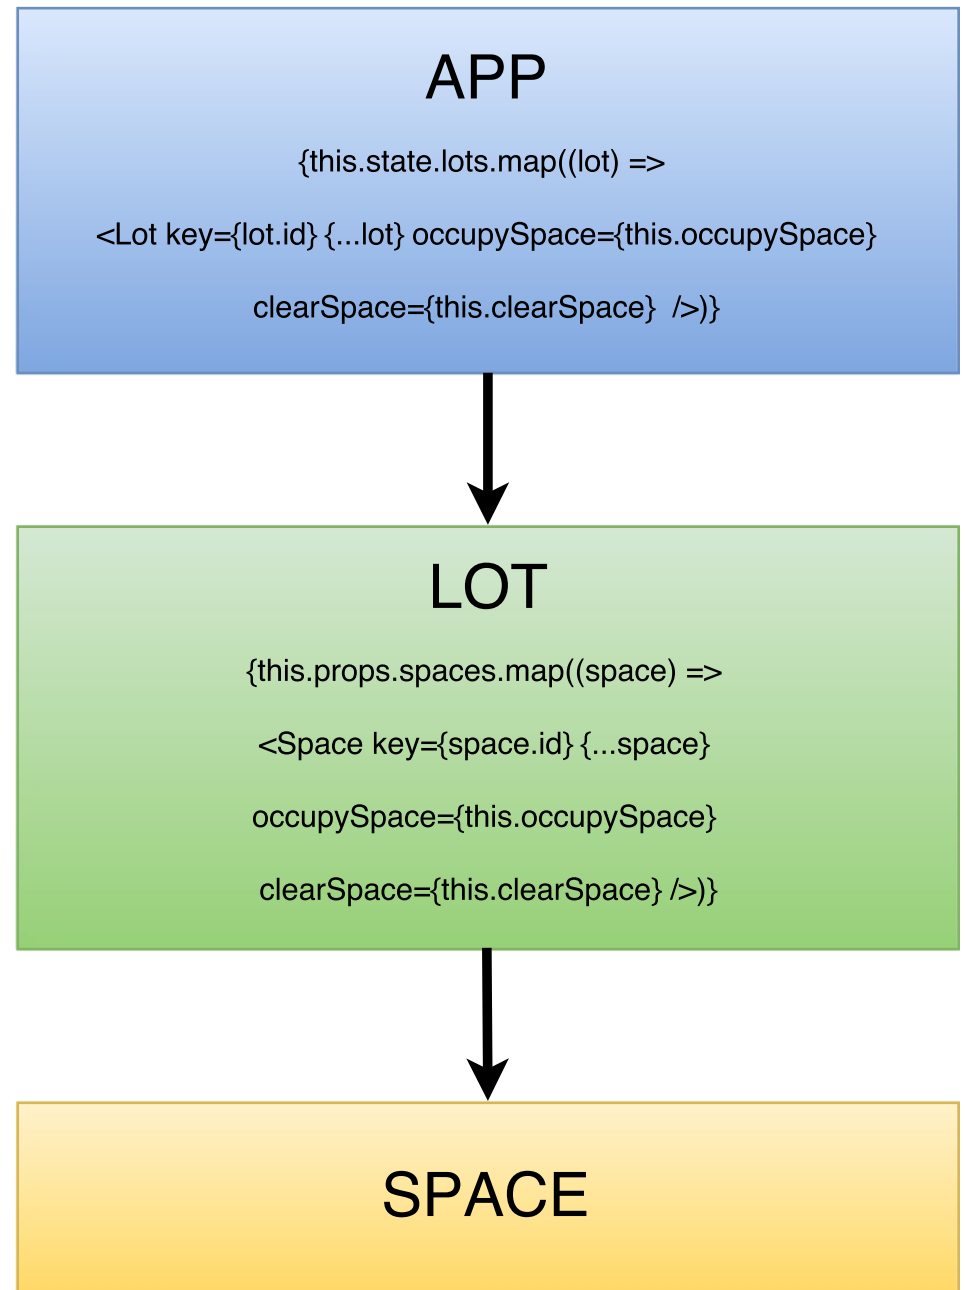 APP
{this.state.lots.map((lot) =>
<Lot key={lot.id} {...lot} occupySpace={this.occupySpace}
clearSpace={this.clearSpace}  />)}
LOT
{this.props.spaces.map((space) =>
<Space key={space.id} {...space}
occupySpace={this.occupySpace}
clearSpace={this.clearSpace} />)}
SPACE